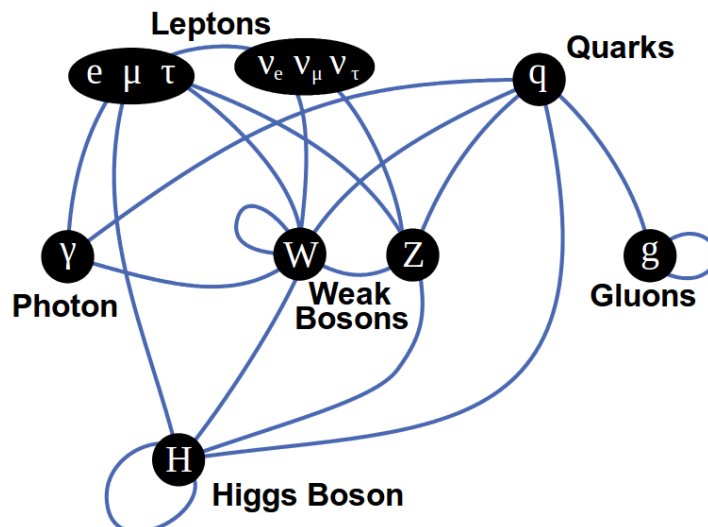 Leptons
e μ τ
νe νμ ντ
Quarks
q
γ
W
Z
g
Photon
Weak
Bosons
Gluons
H
Higgs Boson